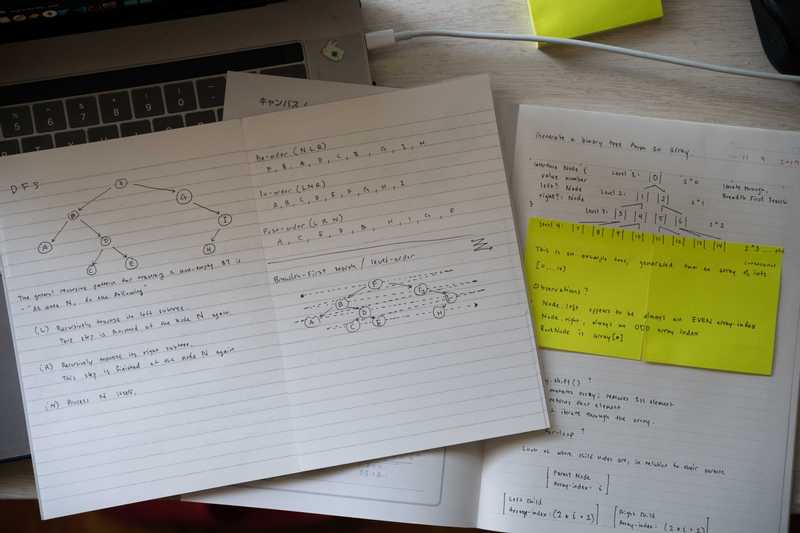 キャンバス
DFS
G
B
I
A
D
H
C
E
The general recursive pattern for traversing a non-empty BT is
"At node N, do the following"
(L) Recursively traverse its left subtree.
This step is finished at the node N again.
(R) Recursively traverse its right subtree.
This step is finished at the node N again
(N) Process N itself.
Pre-order (NLR)
F, B, A, D, C, E, G, I, H
In-order (LNR)
A, B, C, D, E, F, G, H, I
Post-order (LRN)
A, C, E, D, B, H, I, G, F
Breadth-First Search / level-order
F
B
G
A
D
I
C
E
H
Generate a binary tree from an array
interface Node {
value: number
left?: Node
right?: Node
}
Level 1: |0| 2^0
Level 2: |1|2| 2^1
Level 3: |3|4|5|6| 2^2
Level 4: |7|8|9|10|11|12|13|14| 2^3
iterate through,
Breadth First Search
This is an example tree, generated from an array of ints
[0,..,14]
Observations?
Node.left appears to be always an EVEN array-index
Node.right, always an ODD array index
RootNode is array[0]
.shift() ?
mutates array; removes 1st element
returns that element
iterate through the array.
for-loop ?
Look at where child nodes are, in relation to their parents
Parent Node
Array-index: i
Left Child
Array-index: (2*i+1)
Right Child
Array-index: (2*i+2)